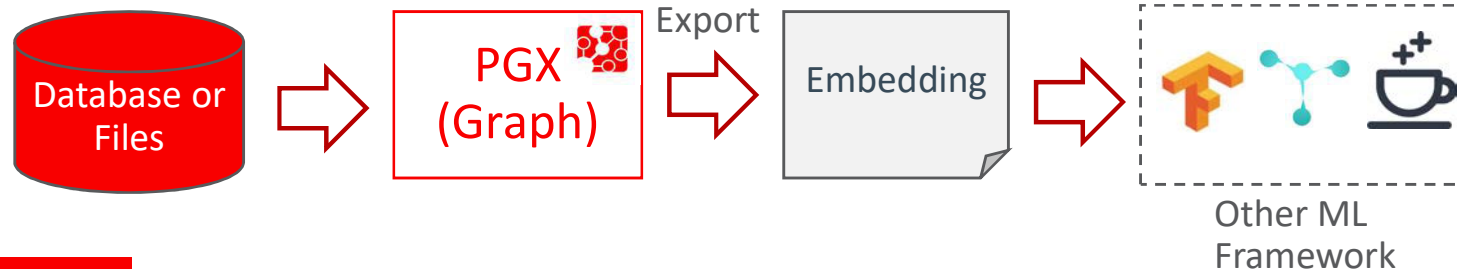 Database or
Files
PGX
(Graph)
Export
Embedding
Other ML
Framework